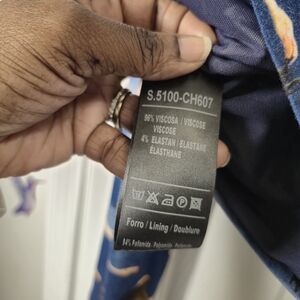 S.5100-CH607
96% VISCOSA / VISCOSE
VISCOSE
4% ELASTAN / ELASTANE
ELASTHANE
Forro / Lining / Doublure
94% Poliamida, Polyamide, Polyamide